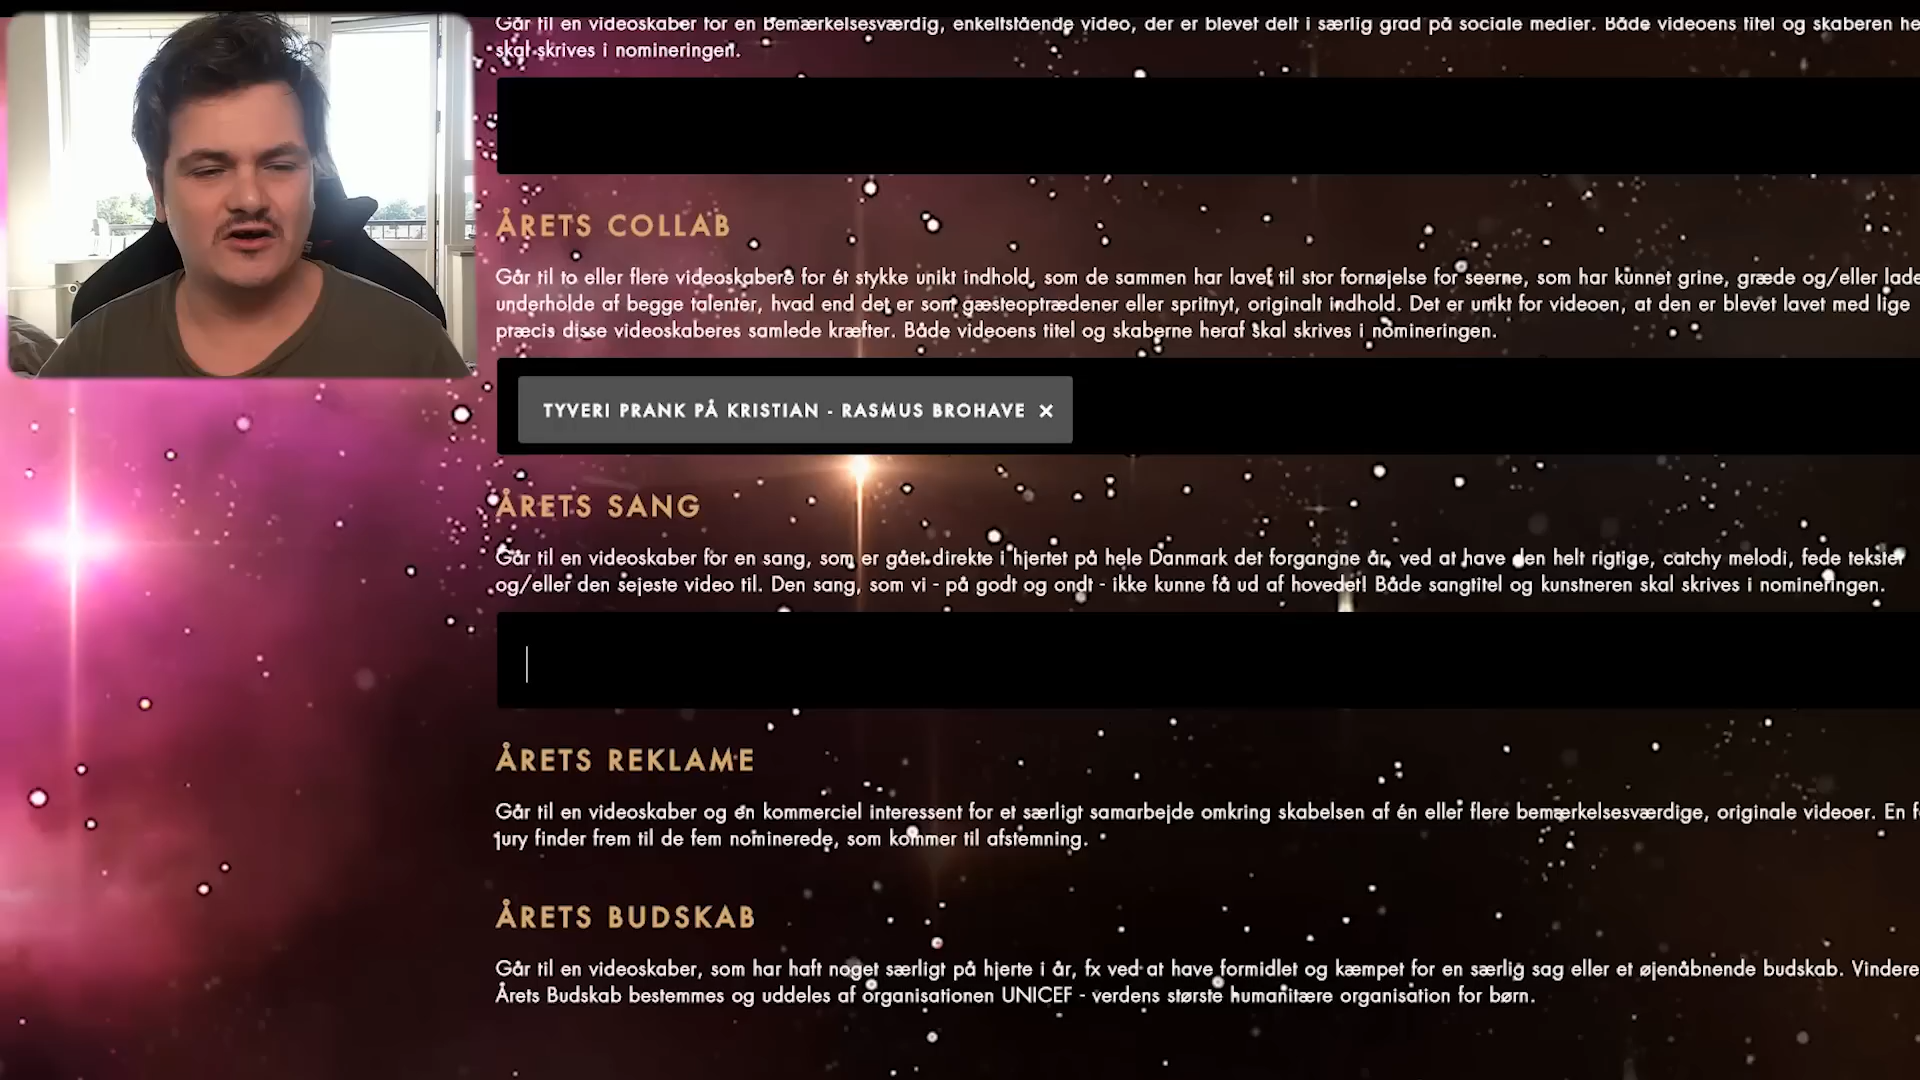 Går til en videoskaber for en bemærkelsesværdig, enkeltstående video, der er blevet delt i særlig grad på sociale medier. Både videoens titel og skaberen
skal skrives i nomineringen.
ÅRETS COLLAB
Går til to eller flere videoskabere for ét stykke unikt indhold, som de sammen har lavet til stor fornøjelse for seerne, som har kunnet grine, græde og/eller lade
underholde af begge talenter, hvad end det er som gæsteoptrædener eller spritnyt, originalt indhold. Det er unikt for videoen, at den er blevet lavet med lige
præcis disse videoskaberes samlede kræfter. Både videoens titel og skaberne heraf skal skrives i nomineringen.
TYVERI PRANK PÅ KRISTIAN - RASMUS BROHAVE ×
ÅRETS SANG
Går til en videoskaber for en sang, som er gået direkte i hjertet på hele Danmark det forgangne år, ved at have den helt rigtige, catchy melodi, fede tekster
og/eller den sejeste video til. Den sang, som vi - på godt og ondt - ikke kunne få ud af hovedet! Både sangtitel og kunstneren skal skrives i nomineringen.
ÅRETS REKLAME
Går til en videoskaber og én kommerciel interessent for et særligt samarbejde omkring skabelsen af én eller flere bemærkelsesværdige, originale videoer. En
jury finder frem til de fem nominerede, som kommer til afstemning.
ÅRETS BUDSKAB
Går til en videoskaber, som har haft noget særligt på hjerte i år, fx ved at have formidlet og kæmpet for en særlig sag eller et øjenåbnende budskab.
Årets Budskab bestemmes og uddeles af organisationen UNICEF - verdens største humanitære organisation for børn.